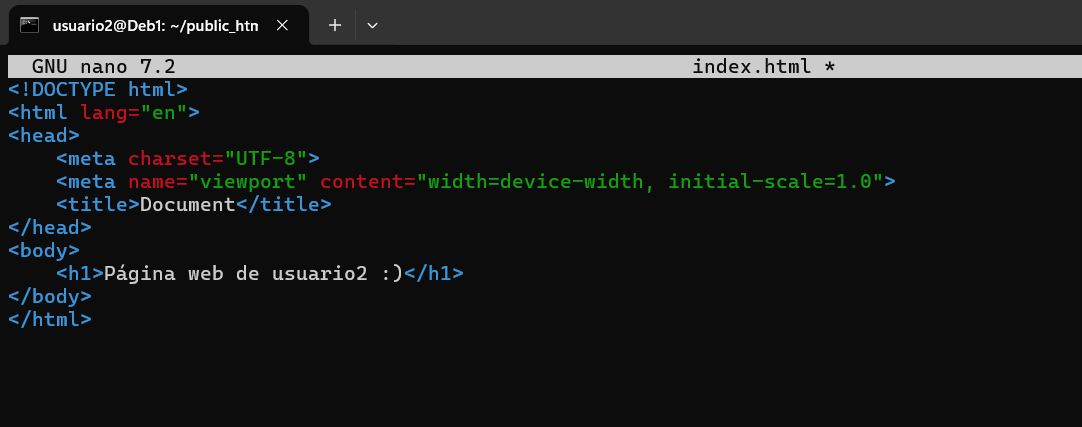 usuario2@Deb1: ~/public_htm
GNU nano 7.2 index.html *
<!DOCTYPE html>
<html lang="en">
<head>
    <meta charset="UTF-8">
    <meta name="viewport" content="width=device-width, initial-scale=1.0">
    <title>Document</title>
</head>
<body>
    <h1>Página web de usuario2 :)</h1>
</body>
</html>